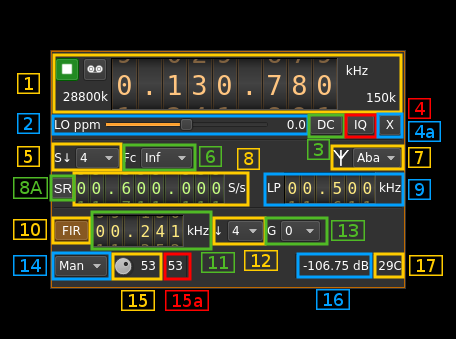 1
0.130.780 kHz
28800k 150k
4
2 LO ppm 0.0 DC IQ X 4a
3
5 S↓ 4 Fc Inf 6 8 Aba 7
8A SR 00.600.000 S/s LP 00.500 kHz 9
10 FIR 00.241 kHz ↓ 4 G 0 13
11 12
14 Man 53 53 -106.75 dB 29C 17
15 15a 16